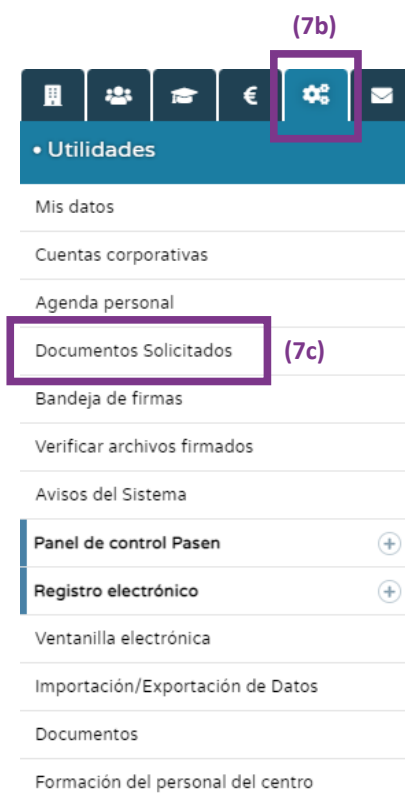 (7b)
€
• Utilidades
Mis datos
Cuentas corporativas
Agenda personal
Documentos Solicitados (7c)
Bandeja de firmas
Verificar archivos firmados
Avisos del Sistema
Panel de control Pasen
Registro electrónico
Ventanilla electrónica
Importación/Exportación de Datos
Documentos
Formación del personal del centro